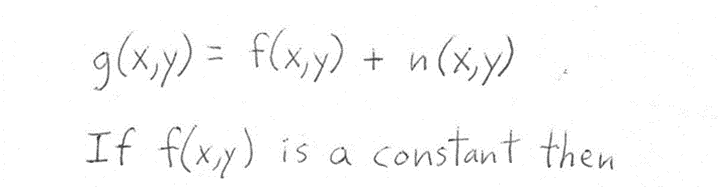 g(x,y) = f(x,y) + n(x,y)
If f(x,y) is a constant then